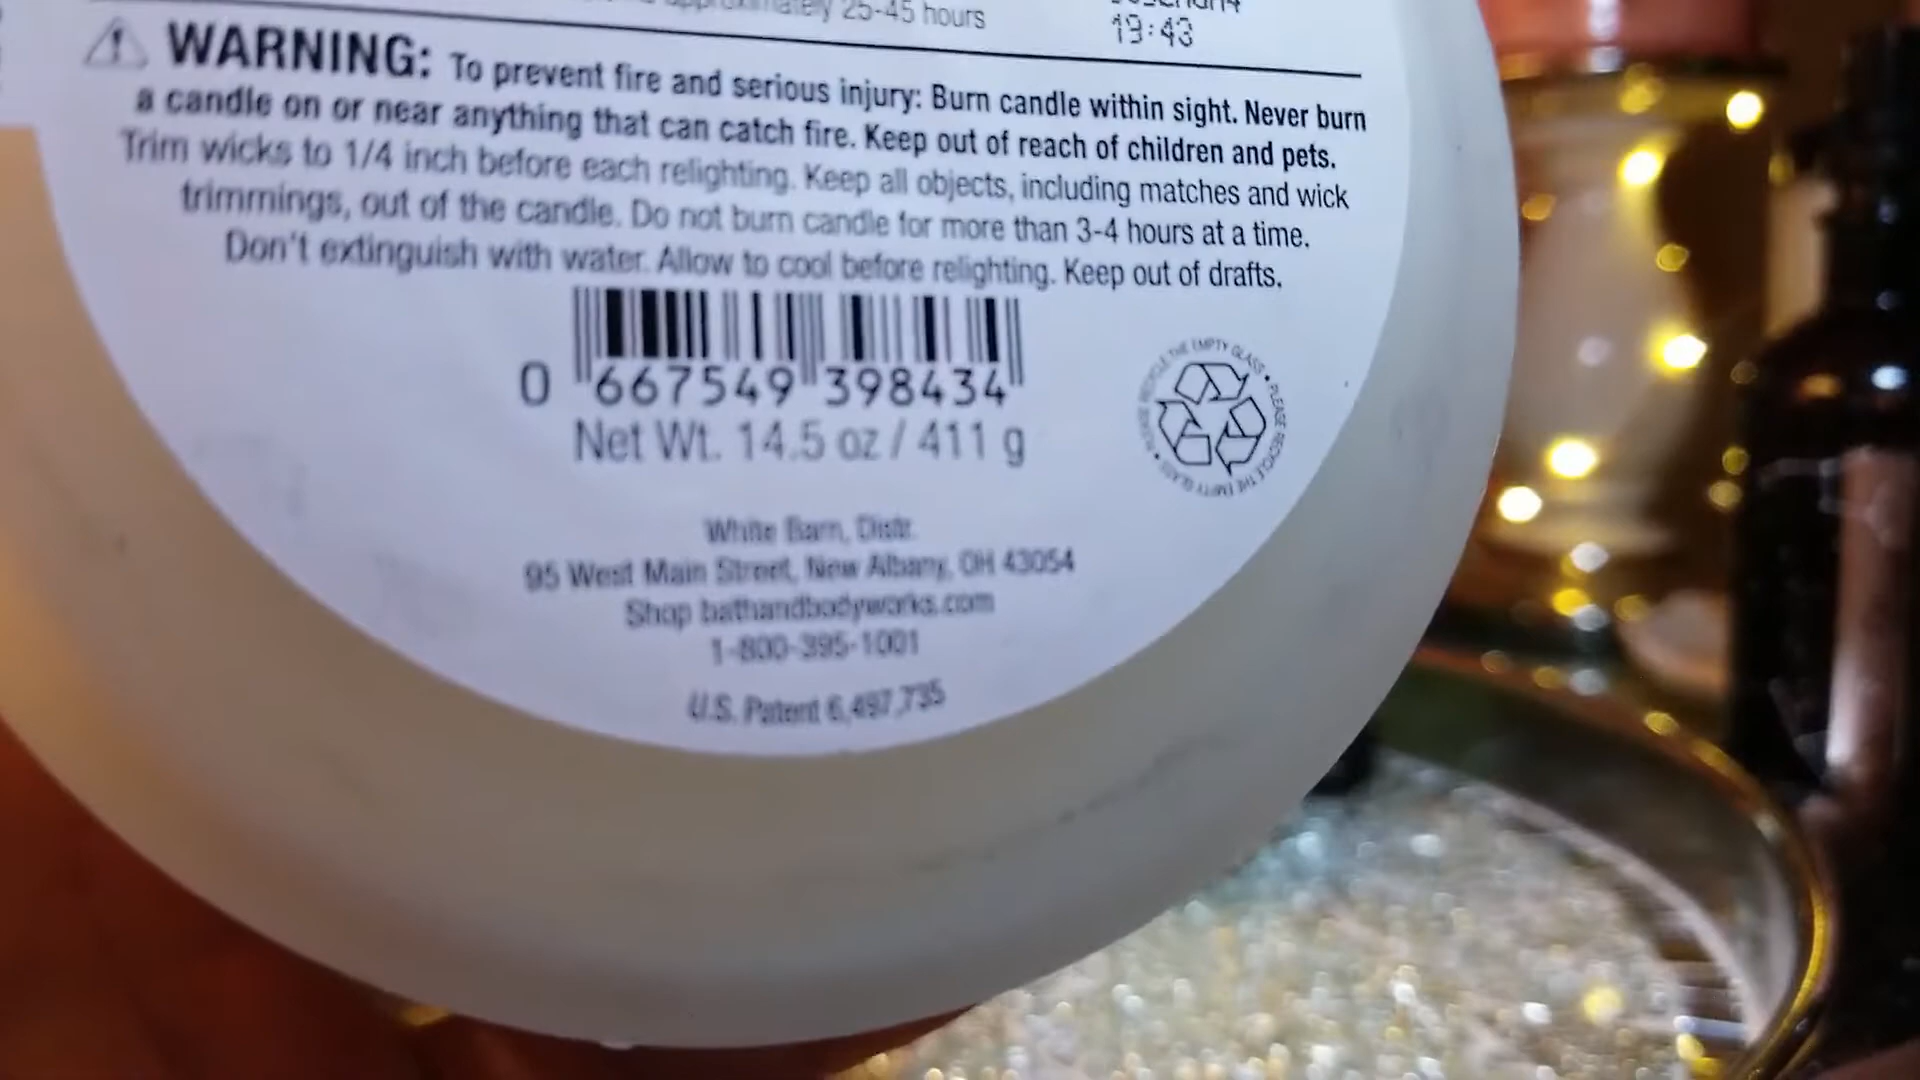 approximately 25-45 hours
19:43
WARNING: To prevent fire and serious injury: Burn candle within sight. Never burn
a candle on or near anything that can catch fire. Keep out of reach of children and pets.
Trim wicks to 1/4 inch before each relighting. Keep all objects, including matches and wick
trimmings, out of the candle. Do not burn candle for more than 3-4 hours at a time.
Don't extinguish with water. Allow to cool before relighting. Keep out of drafts.
0 667549 398434
Net Wt. 14.5 oz / 411 g
PLEASE RECYCLE THE EMPTY GLASS • PLEASE RECYCLE THE EMPTY GLASS •
White Barn, Distr.
95 West Main Street, New Albany, OH 43054
Shop bathandbodyworks.com
1-800-395-1001
U.S. Patent 6,497,735